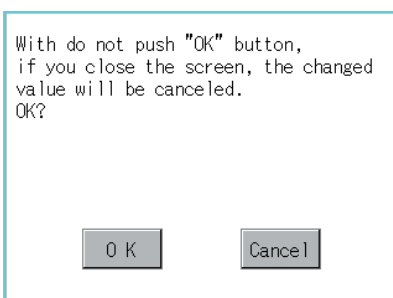 With do not push "OK" button,
if you close the screen, the changed
value will be canceled.
OK?
O K
Cancel